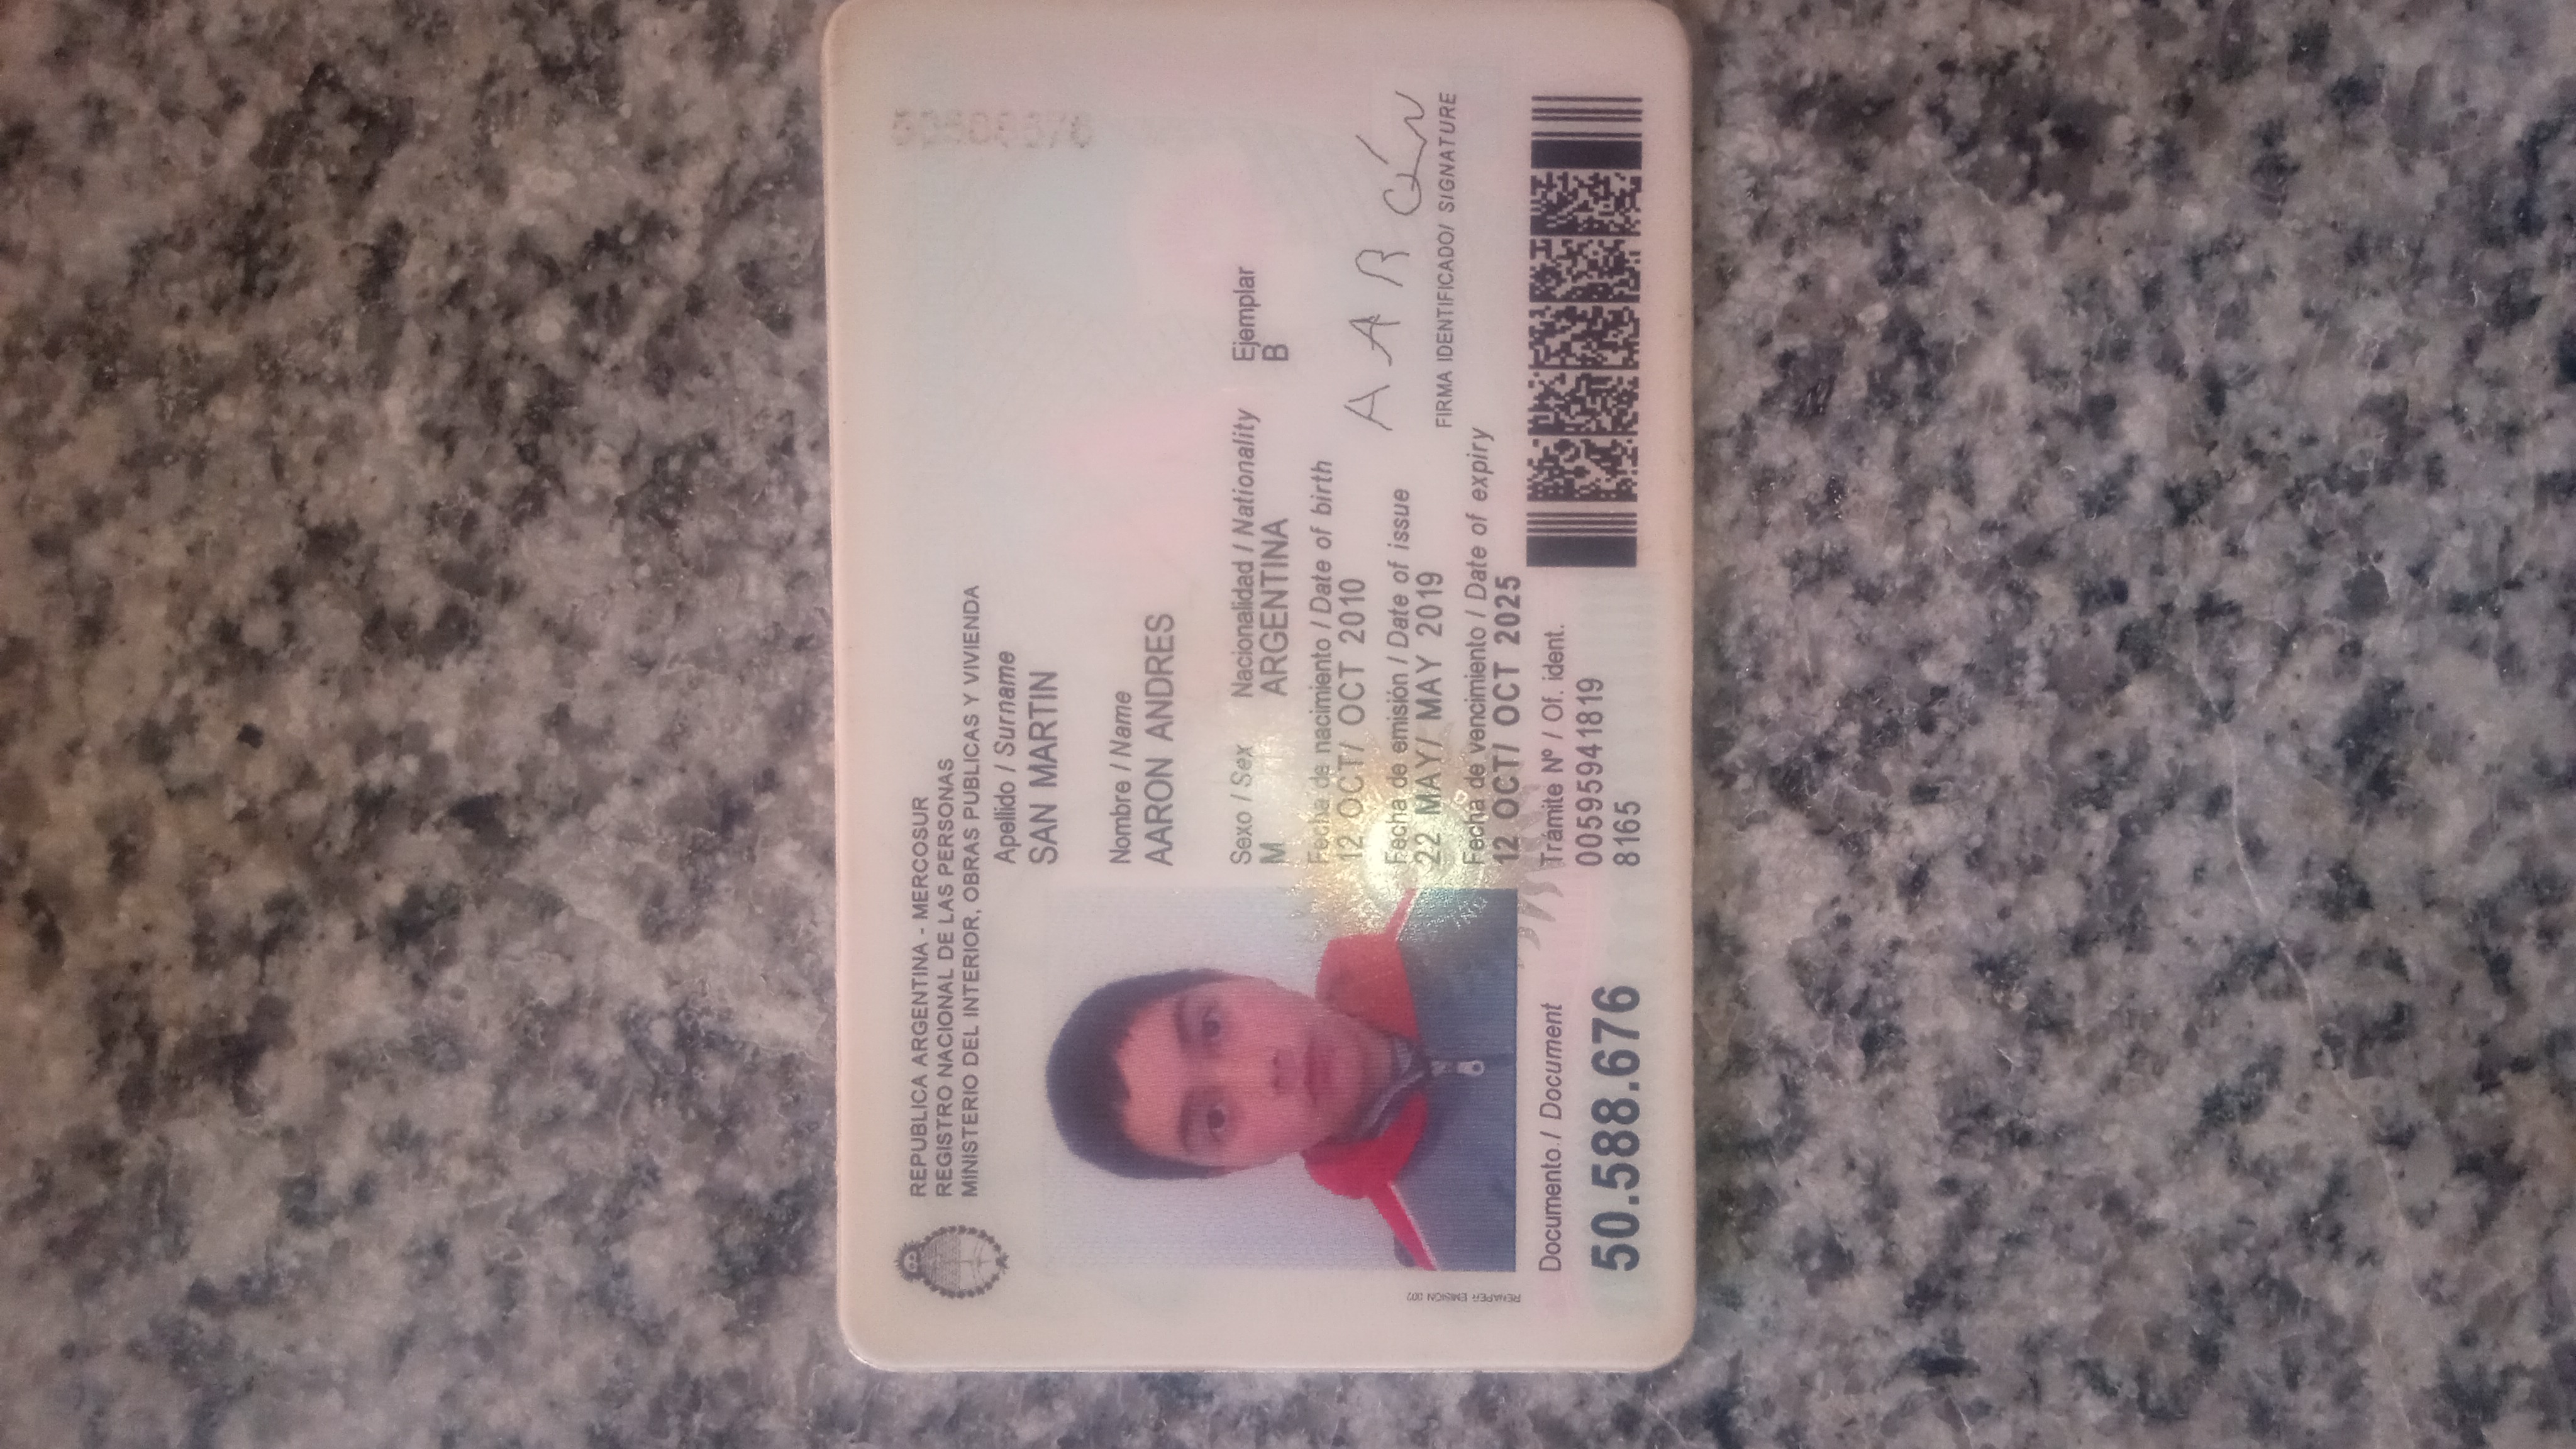 REPUBLICA ARGENTINA - MERCOSUR
REGISTRO NACIONAL DE LAS PERSONAS
MINISTERIO DEL INTERIOR, OBRAS PUBLICAS Y VIVIENDA
Apellido / Surname
SAN MARTIN
Nombre / Name
AARON ANDRES
Sexo / Sex Nacionalidad / Nationality Ejemplar
M ARGENTINA B
Fecha de nacimiento / Date of birth
12 OCT/ OCT 2010
Fecha de emisión / Date of issue
22 MAY/ MAY 2019
Fecha de vencimiento / Date of expiry
12 OCT/ OCT 2025
AARÓN
FIRMA IDENTIFICADO/ SIGNATURE
RENAPER EMISION 002
Documento / Document
50.588.676
Trámite Nº / Of. ident.
00595941819
8165